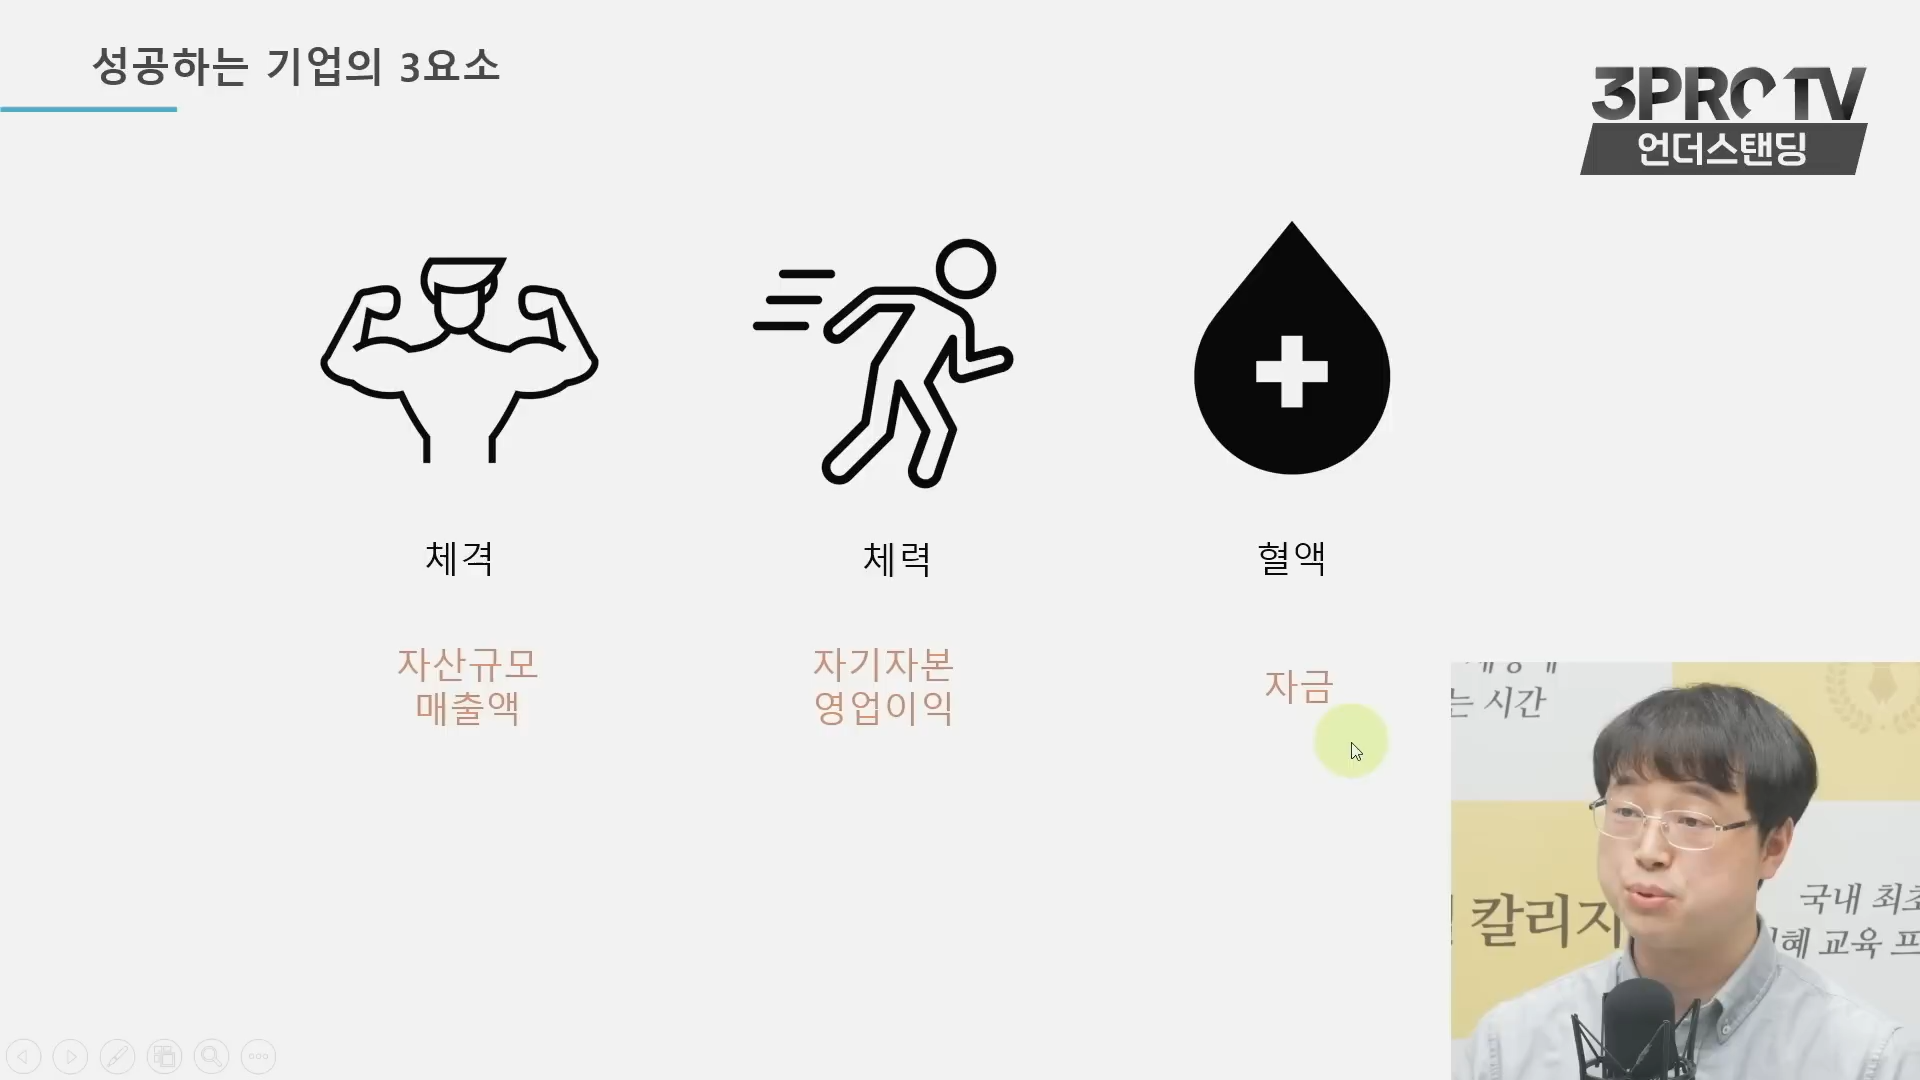 성공하는 기업의 3요소
3PROTV
언더스탠딩
체격
체력
혈액
자산규모
매출액
자기자본
영업이익
자금
는 시간
칼리지
국내 최초
교육